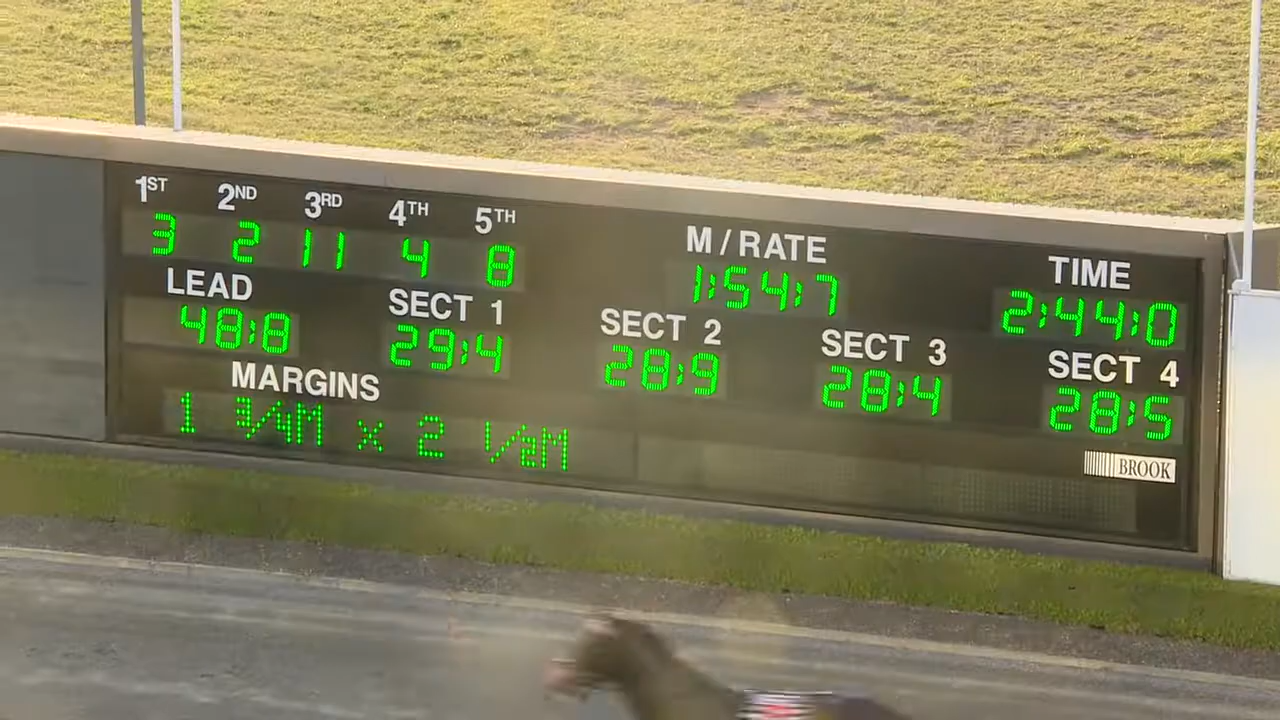 1ST 2ND 3RD 4TH 5TH M/RATE TIME
3 2 11 4 8 1:54:7 2:44:0
LEAD SECT 1 SECT 2 SECT 3 SECT 4
48:8 29:4 28:9 28:4 28:5
MARGINS
1 3/4M x 2 1/2M
BROOK